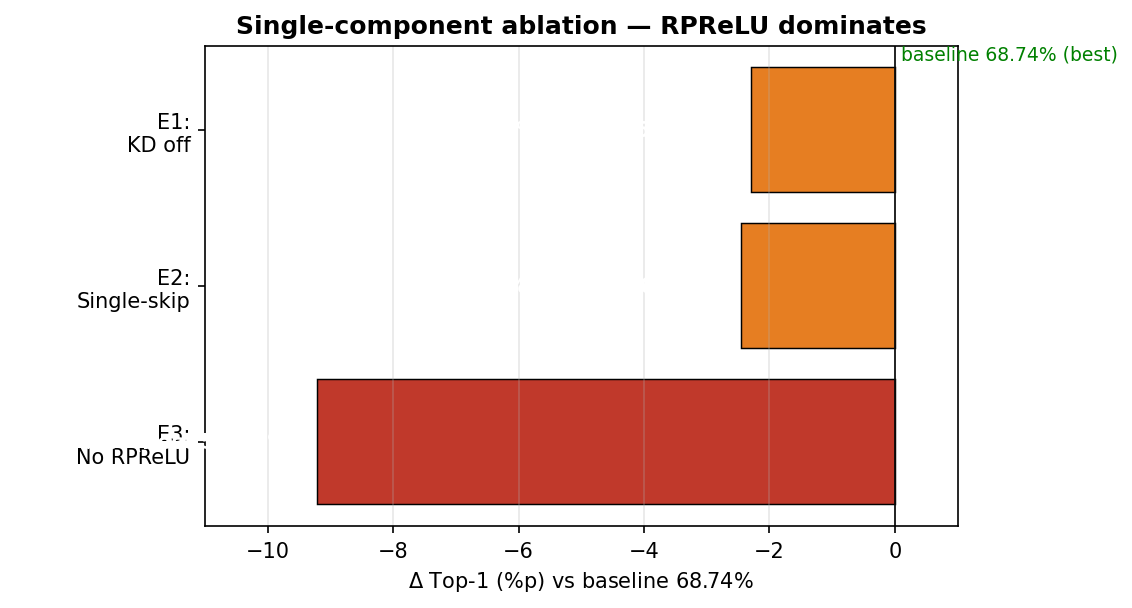 Single-component ablation — RPReLU dominates
baseline 68.74% (best)
E1:
KD off
E2:
Single-skip
E3:
No RPReLU
−10 −8 −6 −4 −2 0
Δ Top-1 (%p) vs baseline 68.74%